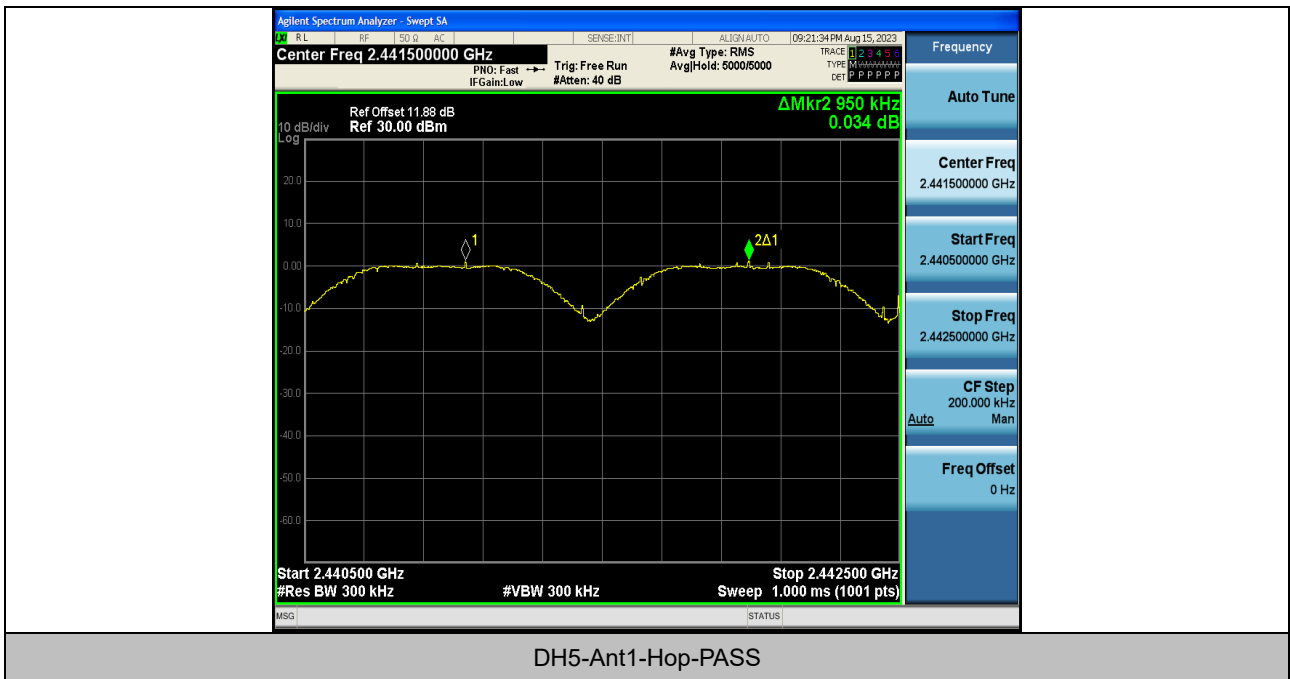 Agilent Spectrum Analyzer - Swept SA
LXI RL RF 50 Ω AC SENSE:INT ALIGN AUTO 09:21:34 PM Aug 15, 2023
Center Freq 2.441500000 GHz
PNO: Fast
IFGain:Low
Trig: Free Run
#Atten: 40 dB
#Avg Type: RMS
Avg|Hold: 5000/5000
TRACE 1 2 3 4 5 6
TYPE M
DET P P P P P P
Frequency
ΔMkr2 950 kHz
0.034 dB
Ref Offset 11.88 dB
10 dB/div Ref 30.00 dBm
Log
20.0
10.0
0.00
-10.0
-20.0
-30.0
-40.0
-50.0
-60.0
1
2Δ1
Start 2.440500 GHz Stop 2.442500 GHz
#Res BW 300 kHz #VBW 300 kHz Sweep 1.000 ms (1001 pts)
Auto Tune
Center Freq
2.441500000 GHz
Start Freq
2.440500000 GHz
Stop Freq
2.442500000 GHz
CF Step
200.000 kHz
Auto Man
Freq Offset
0 Hz
MSG STATUS
DH5-Ant1-Hop-PASS